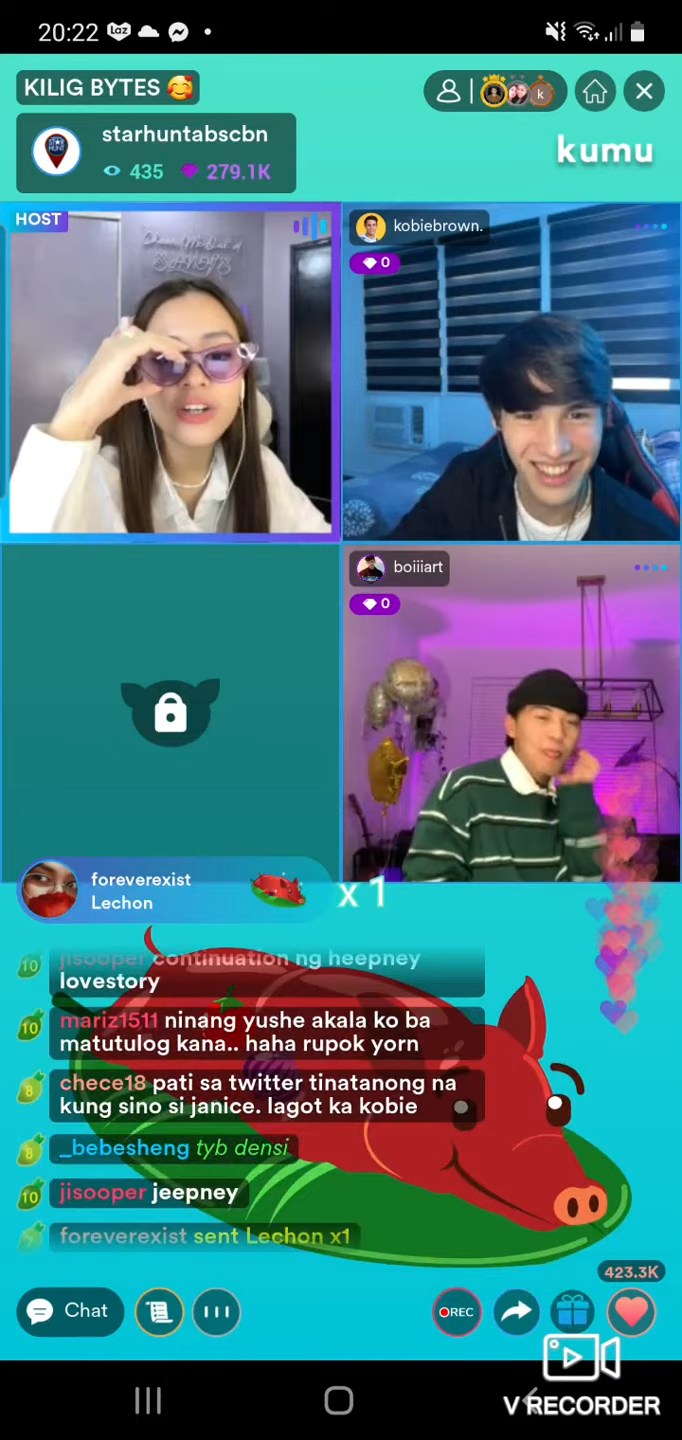 20:22
KILIG BYTES 🥰
k
starhuntabscbn
435 279.1K
kumu
HOST
kobiebrown.
0
boiiiart
0
foreverexist
Lechon
x 1
10 jisooper continuation ng heepney
lovestory
10 mariz1511 ninang yushe akala ko ba
matutulog kana.. haha rupok yorn
8 chece18 pati sa twitter tinatanong na
kung sino si janice. lagot ka kobie
8 _bebesheng tyb densi
10 jisooper jeepney
foreverexist sent Lechon x1
423.3K
Chat
REC
V RECORDER